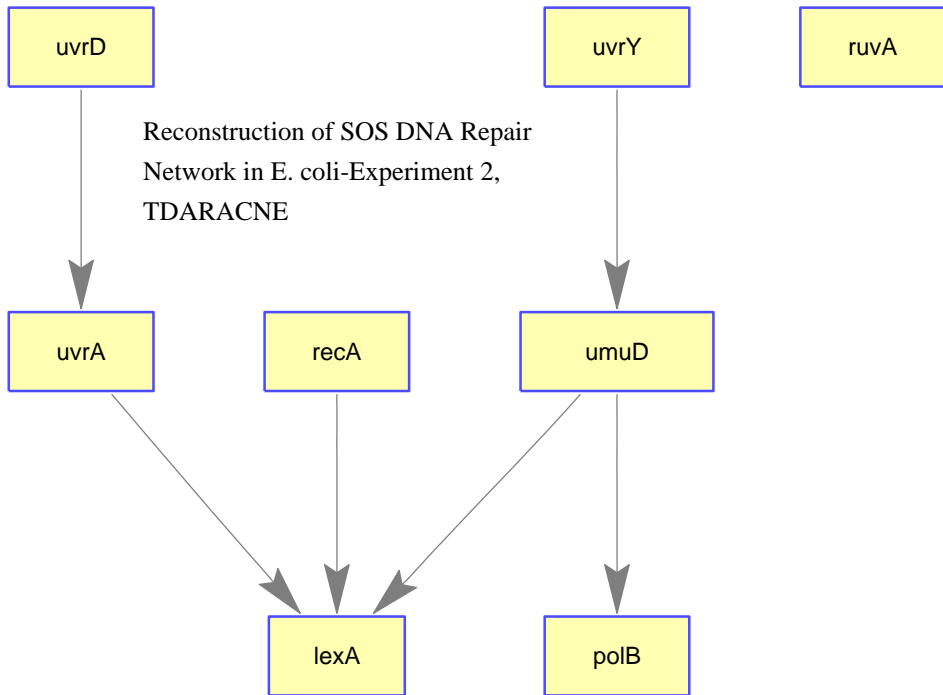 uvrD
uvrY
ruvA
Reconstruction of SOS DNA Repair
Network in E. coli-Experiment 2,
TDARACNE
uvrA
recA
umuD
lexA
polB